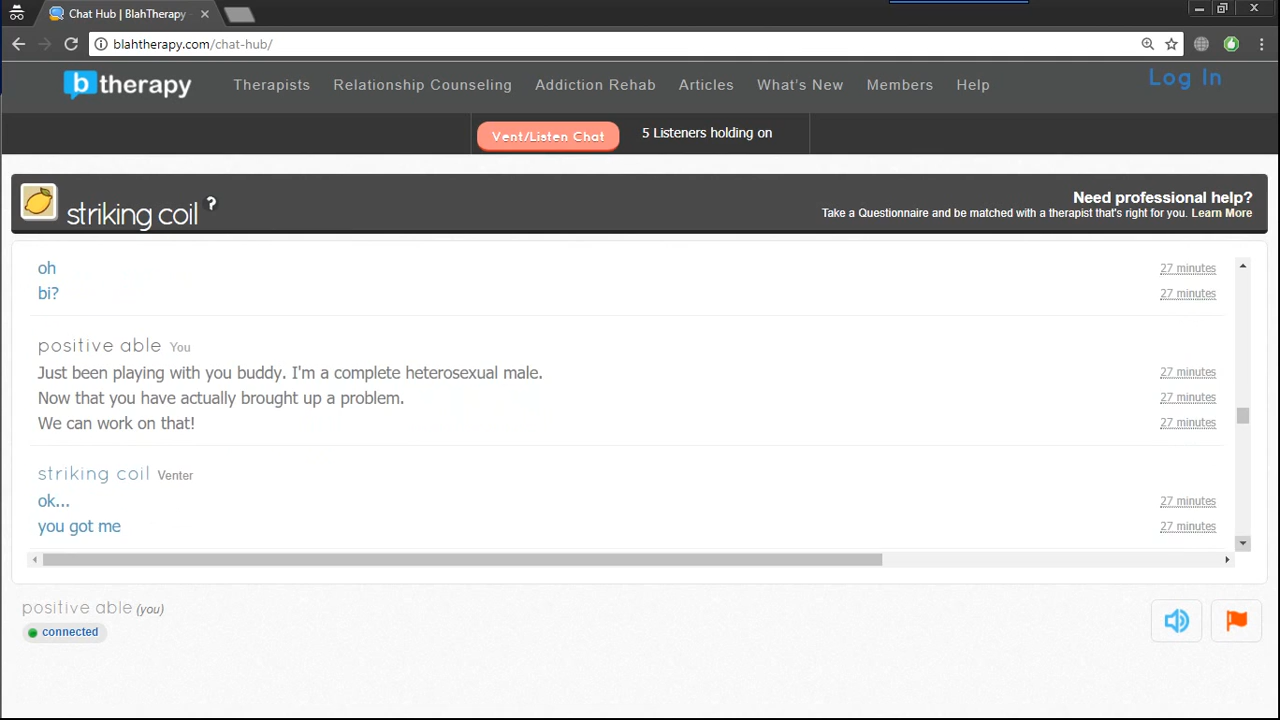 Chat Hub | BlahTherapy
blahtherapy.com/chat-hub/
b therapy
Therapists
Relationship Counseling
Addiction Rehab
Articles
What's New
Members
Help
Log In
Vent/Listen Chat
5 Listeners holding on
striking coil ?
Need professional help?
Take a Questionnaire and be matched with a therapist that's right for you. Learn More
oh 27 minutes
bi? 27 minutes
positive able You
Just been playing with you buddy. I'm a complete heterosexual male. 27 minutes
Now that you have actually brought up a problem. 27 minutes
We can work on that! 27 minutes
striking coil Venter
ok... 27 minutes
you got me 27 minutes
positive able (you)
connected